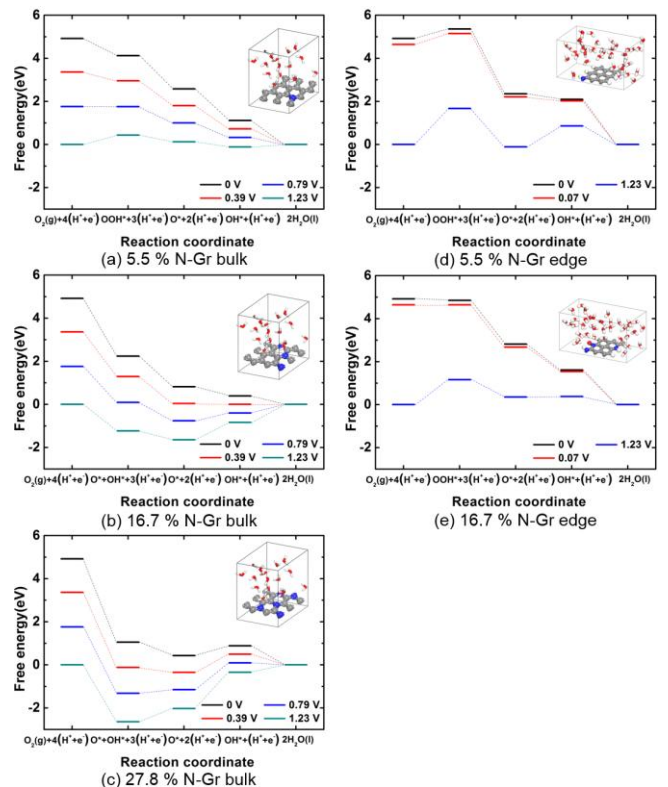 Free energy(eV)
6
4
2
0
-2
0 V
0.79 V
0.39 V
1.23 V
O₂(g)+4(H⁺+e⁻) OOH*+3(H⁺+e⁻) O*+2(H⁺+e⁻) OH*+(H⁺+e⁻) 2H₂O(l)
Reaction coordinate
(a) 5.5 % N-Gr bulk
Free energy(eV)
6
4
2
0
-2
0 V
1.23 V
0.07 V
O₂(g)+4(H⁺+e⁻) OOH*+3(H⁺+e⁻) O*+2(H⁺+e⁻) OH*+(H⁺+e⁻) 2H₂O(l)
Reaction coordinate
(d) 5.5 % N-Gr edge
Free energy(eV)
6
4
2
0
-2
0 V
0.79 V
0.39 V
1.23 V
O₂(g)+4(H⁺+e⁻) O*+OH*+3(H⁺+e⁻) O*+2(H⁺+e⁻) OH*+(H⁺+e⁻) 2H₂O(l)
Reaction coordinate
(b) 16.7 % N-Gr bulk
Free energy(eV)
6
4
2
0
-2
0 V
1.23 V
0.07 V
O₂(g)+4(H⁺+e⁻) OOH*+3(H⁺+e⁻) O*+2(H⁺+e⁻) OH*+(H⁺+e⁻) 2H₂O(l)
Reaction coordinate
(e) 16.7 % N-Gr edge
Free energy(eV)
6
4
2
0
-2
0 V
0.79 V
0.39 V
1.23 V
O₂(g)+4(H⁺+e⁻) O*+OH*+3(H⁺+e⁻) O*+2(H⁺+e⁻) OH*+(H⁺+e⁻) 2H₂O(l)
Reaction coordinate
(c) 27.8 % N-Gr bulk